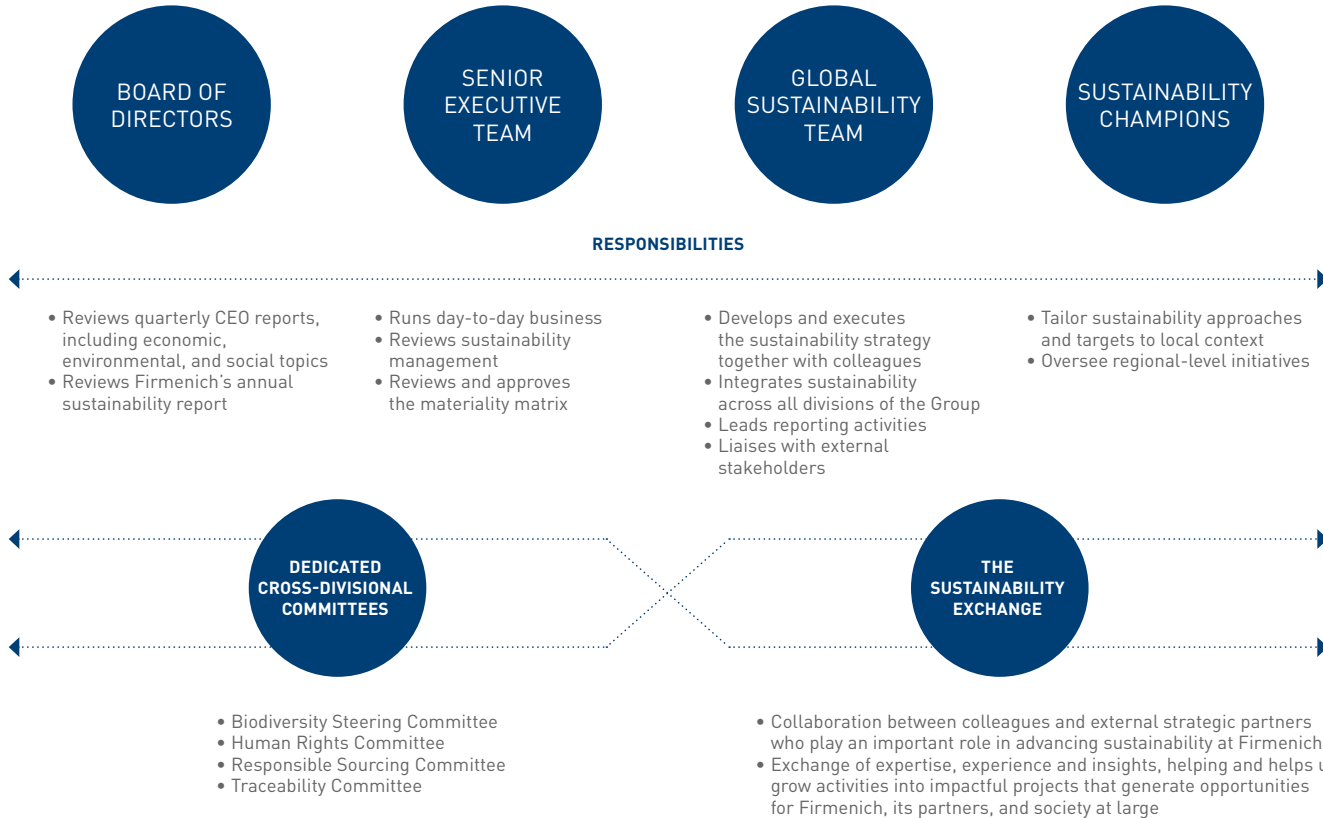 BOARD OF
DIRECTORS
SENIOR
EXECUTIVE
TEAM
GLOBAL
SUSTAINABILITY
TEAM
SUSTAINABILITY
CHAMPIONS
RESPONSIBILITIES
• Reviews quarterly CEO reports,
including economic,
environmental, and social topics
• Reviews Firmenich's annual
sustainability report
• Runs day-to-day business
• Reviews sustainability
management
• Reviews and approves
the materiality matrix
• Develops and executes
the sustainability strategy
together with colleagues
• Integrates sustainability
across all divisions of the Group
• Leads reporting activities
• Liaises with external
stakeholders
• Tailor sustainability approaches
and targets to local context
• Oversee regional-level initiatives
DEDICATED
CROSS-DIVISIONAL
COMMITTEES
• Biodiversity Steering Committee
• Human Rights Committee
• Responsible Sourcing Committee
• Traceability Committee
THE
SUSTAINABILITY
EXCHANGE
• Collaboration between colleagues and external strategic partners
who play an important role in advancing sustainability at Firmenich
• Exchange of expertise, experience and insights, helping and helps
grow activities into impactful projects that generate opportunities
for Firmenich, its partners, and society at large